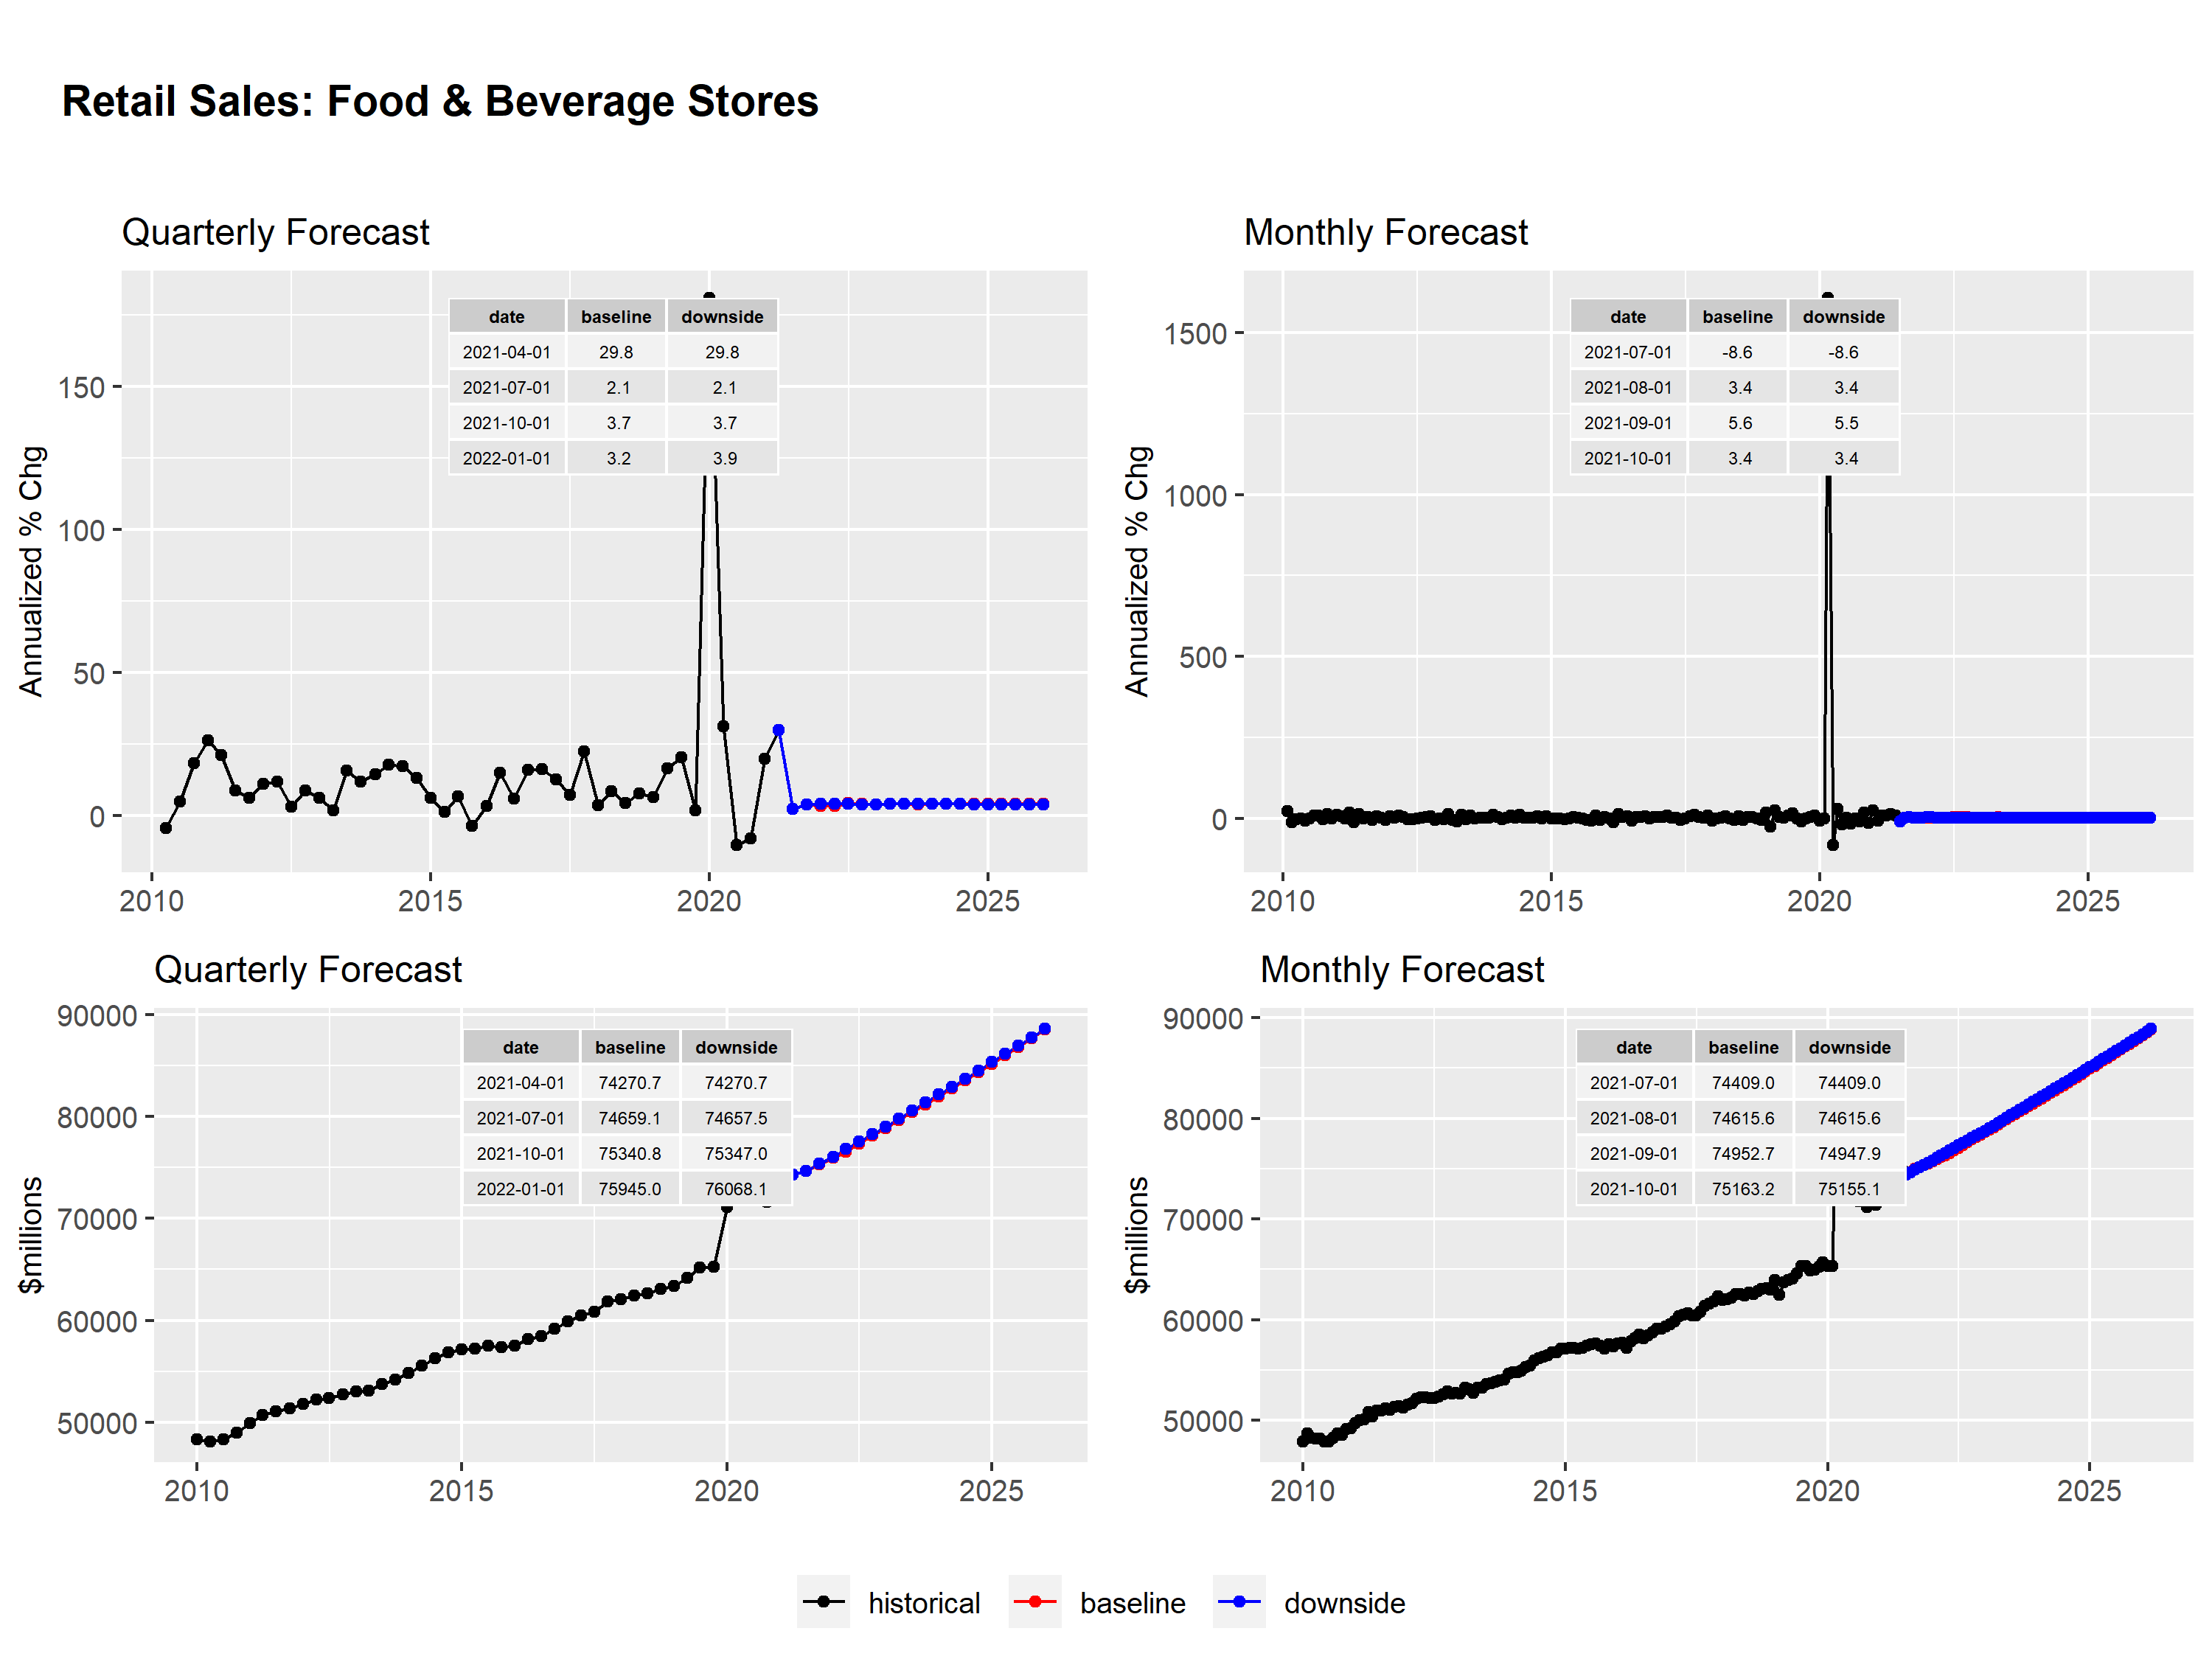 Retail Sales: Food & Beverage Stores
Quarterly Forecast
Annualized % Chg
150
100
50
0
2010 2015 2020 2025
date baseline downside
2021-04-01 29.8 29.8
2021-07-01 2.1 2.1
2021-10-01 3.7 3.7
2022-01-01 3.2 3.9
Monthly Forecast
Annualized % Chg
1500
1000
500
0
2010 2015 2020 2025
date baseline downside
2021-07-01 -8.6 -8.6
2021-08-01 3.4 3.4
2021-09-01 5.6 5.5
2021-10-01 3.4 3.4
Quarterly Forecast
$millions
90000
80000
70000
60000
50000
2010 2015 2020 2025
date baseline downside
2021-04-01 74270.7 74270.7
2021-07-01 74659.1 74657.5
2021-10-01 75340.8 75347.0
2022-01-01 75945.0 76068.1
Monthly Forecast
$millions
90000
80000
70000
60000
50000
2010 2015 2020 2025
date baseline downside
2021-07-01 74409.0 74409.0
2021-08-01 74615.6 74615.6
2021-09-01 74952.7 74947.9
2021-10-01 75163.2 75155.1
historical baseline downside